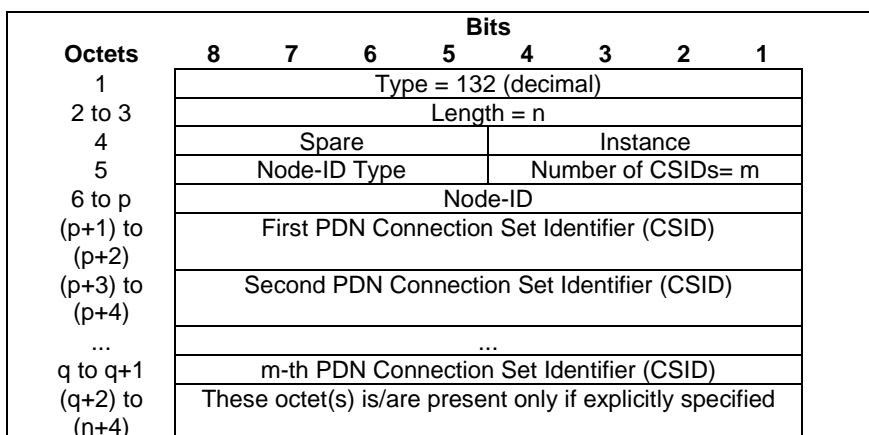 Bits
Octets 8 7 6 5 4 3 2 1
1 Type = 132 (decimal)
2 to 3 Length = n
4 Spare Instance
5 Node-ID Type Number of CSIDs= m
6 to p Node-ID
(p+1) to First PDN Connection Set Identifier (CSID)
(p+2)
(p+3) to Second PDN Connection Set Identifier (CSID)
(p+4)
... ...
q to q+1 m-th PDN Connection Set Identifier (CSID)
(q+2) to These octet(s) is/are present only if explicitly specified
(n+4)